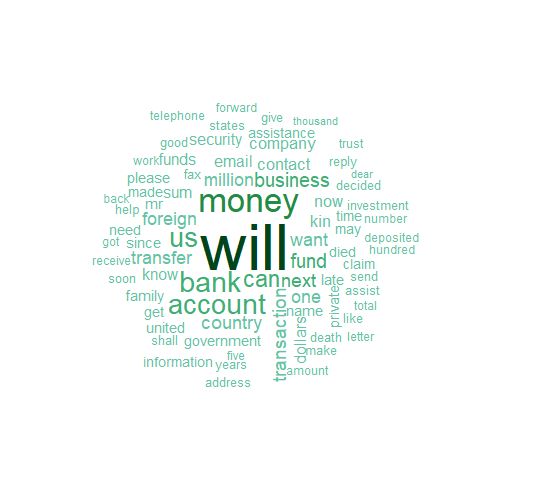 forward
telephone give thousand
states assistance
good security company trust
work funds email contact reply
fax dear
please million business decided
made sum money now investment
back mr kin time number
help foreign may
need us will want deposited
got since died hundred
receive transfer fund claim
soon know bank can next late send
family account one assist
get transaction name private total
united country dollars like
shall government death letter
make
information five
years amount
address